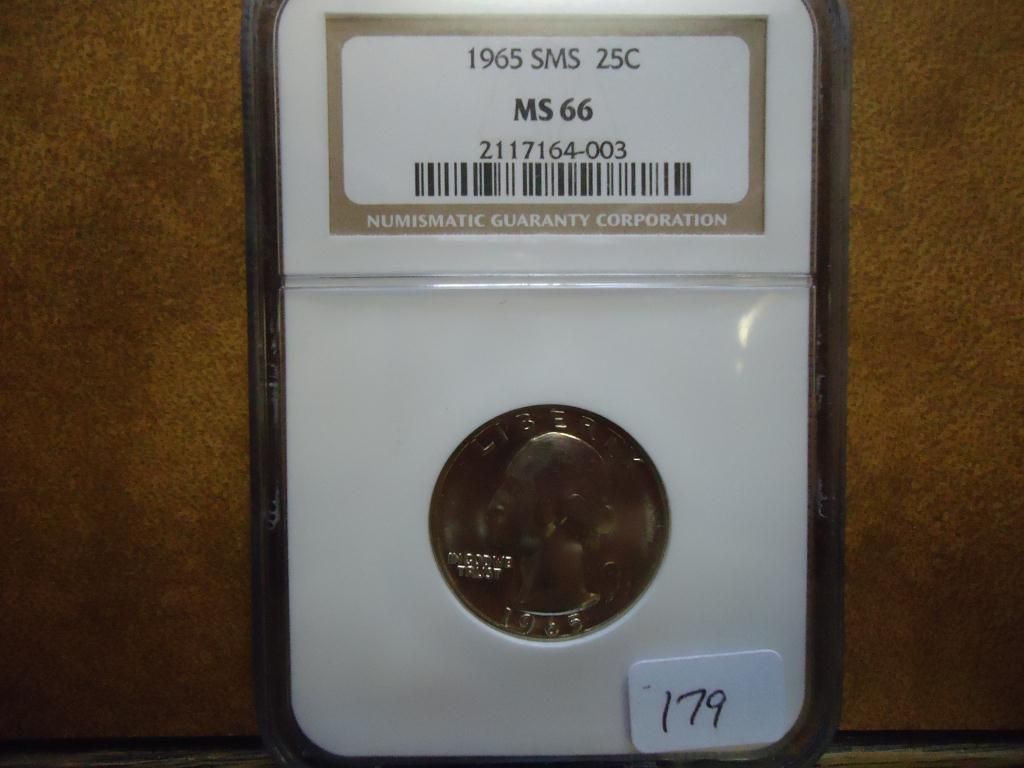 1965 SMS 25C
MS 66
2117164-003
NUMISMATIC GUARANTY CORPORATION
LIBERTY
IN GOD WE
TRUST
1965
179